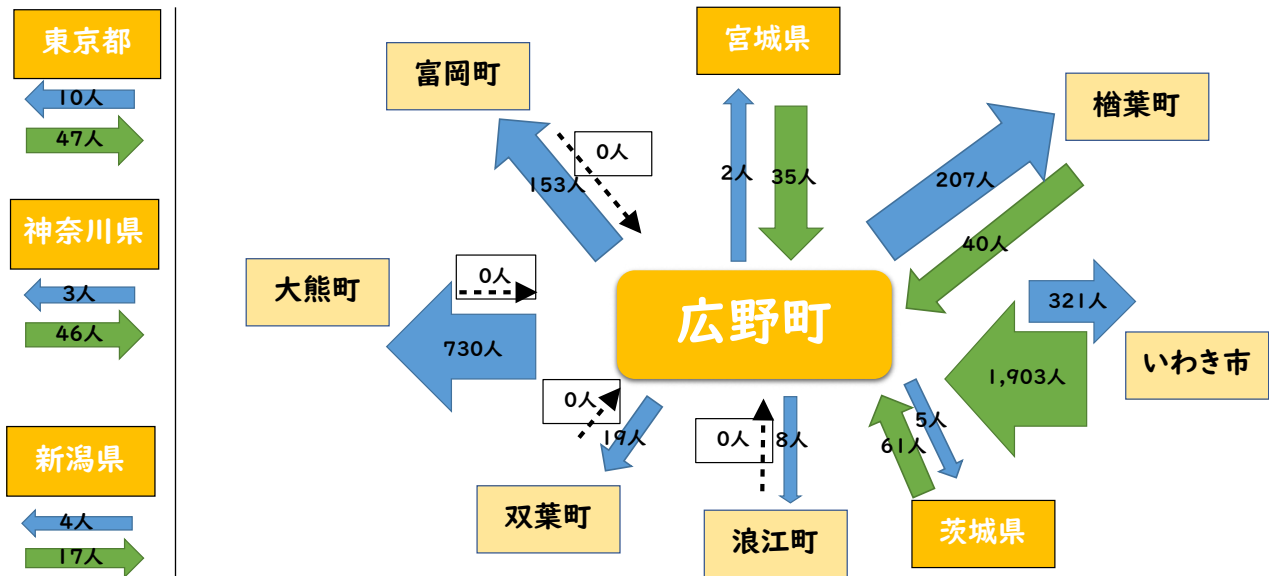 東京都
10人
47人
神奈川県
3人
46人
新潟県
4人
17人
宮城県
富岡町
楢葉町
0人
153人
2人
35人
207人
40人
大熊町
0人
730人
広野町
321人
いわき市
1,903人
0人
19人
0人
8人
5人
61人
双葉町
浪江町
茨城県